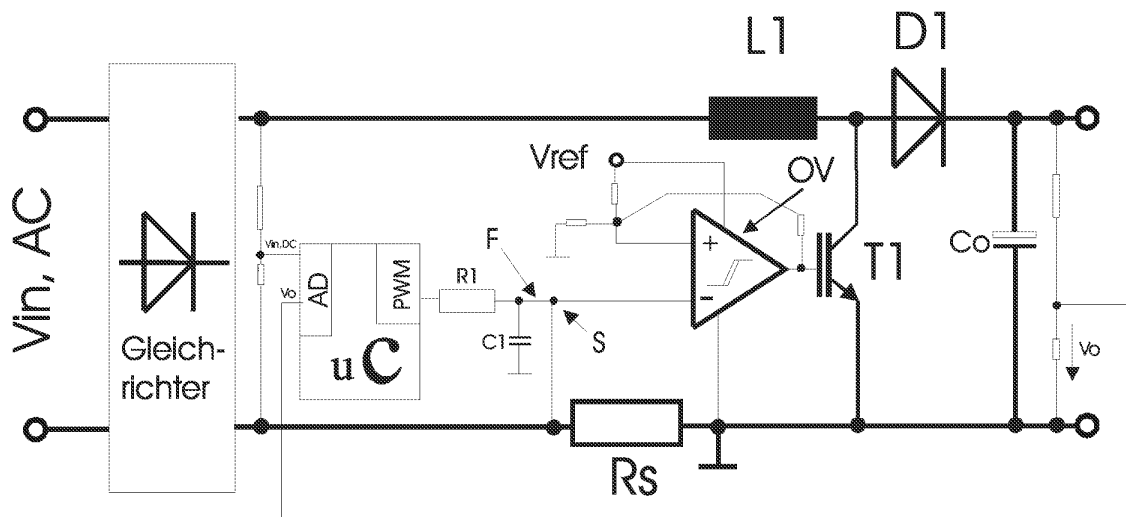 L1
D1
Vref
OV
Vin, AC
F
Vin,DC
Vo
AD
PWM
R1
T1
Co
Gleich-
richter
uC
C1
S
Vo
Rs